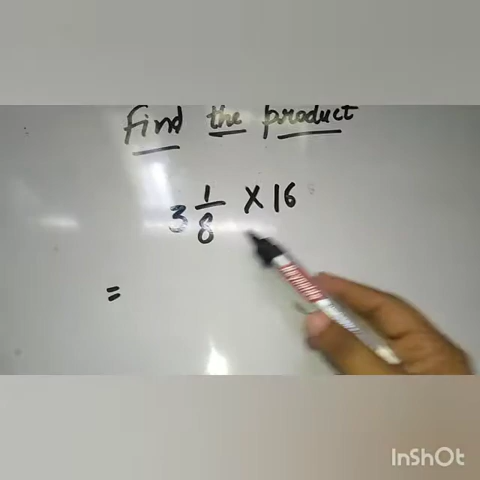 Find the product
3 1/8 × 16
=
InShOt